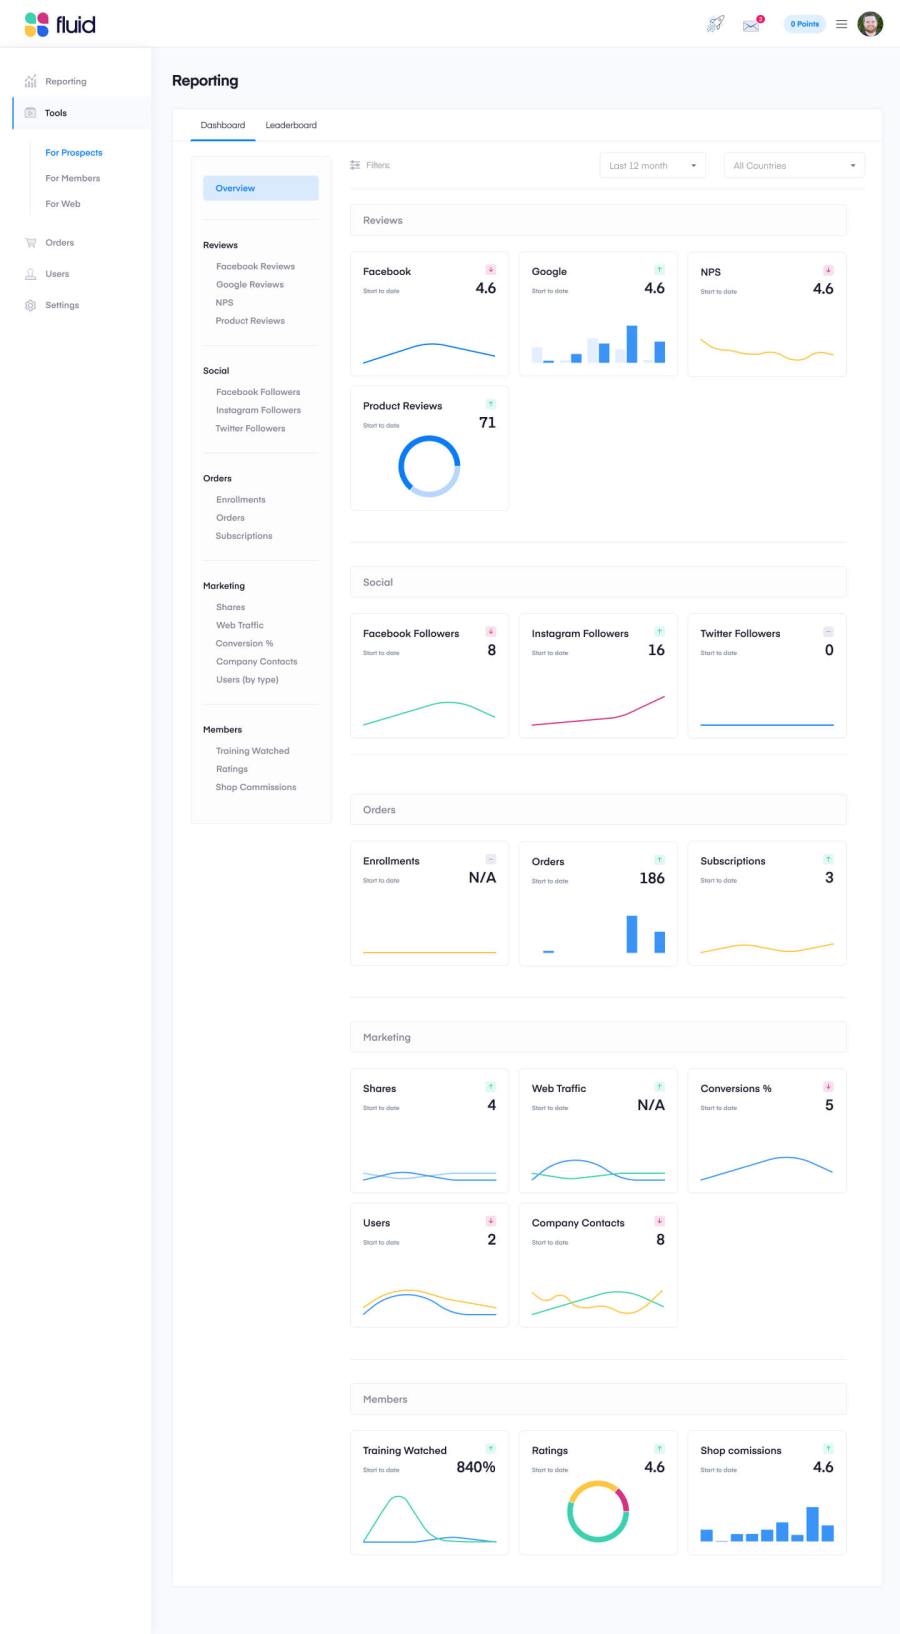 fluid
3
0 Points
Reporting
Tools
For Prospects
For Members
For Web
Orders
Users
Settings
Reporting
Dashboard Leaderboard
Overview
Reviews
Facebook Reviews
Google Reviews
NPS
Product Reviews
Social
Facebook Followers
Instagram Followers
Twitter Followers
Orders
Enrollments
Orders
Subscriptions
Marketing
Shares
Web Traffic
Conversion %
Company Contacts
Users (by type)
Members
Training Watched
Ratings
Shop Commissions
Filters:
Last 12 month
All Countries
Reviews
Facebook
Start to date
4.6
Google
Start to date
4.6
NPS
Start to date
4.6
Product Reviews
Start to date
71
Social
Facebook Followers
Start to date
8
Instagram Followers
Start to date
16
Twitter Followers
Start to date
0
Orders
Enrollments
Start to date
N/A
Orders
Start to date
186
Subscriptions
Start to date
3
Marketing
Shares
Start to date
4
Web Traffic
Start to date
N/A
Conversions %
Start to date
5
Users
Start to date
2
Company Contacts
Start to date
8
Members
Training Watched
Start to date
840%
Ratings
Start to date
4.6
Shop comissions
Start to date
4.6